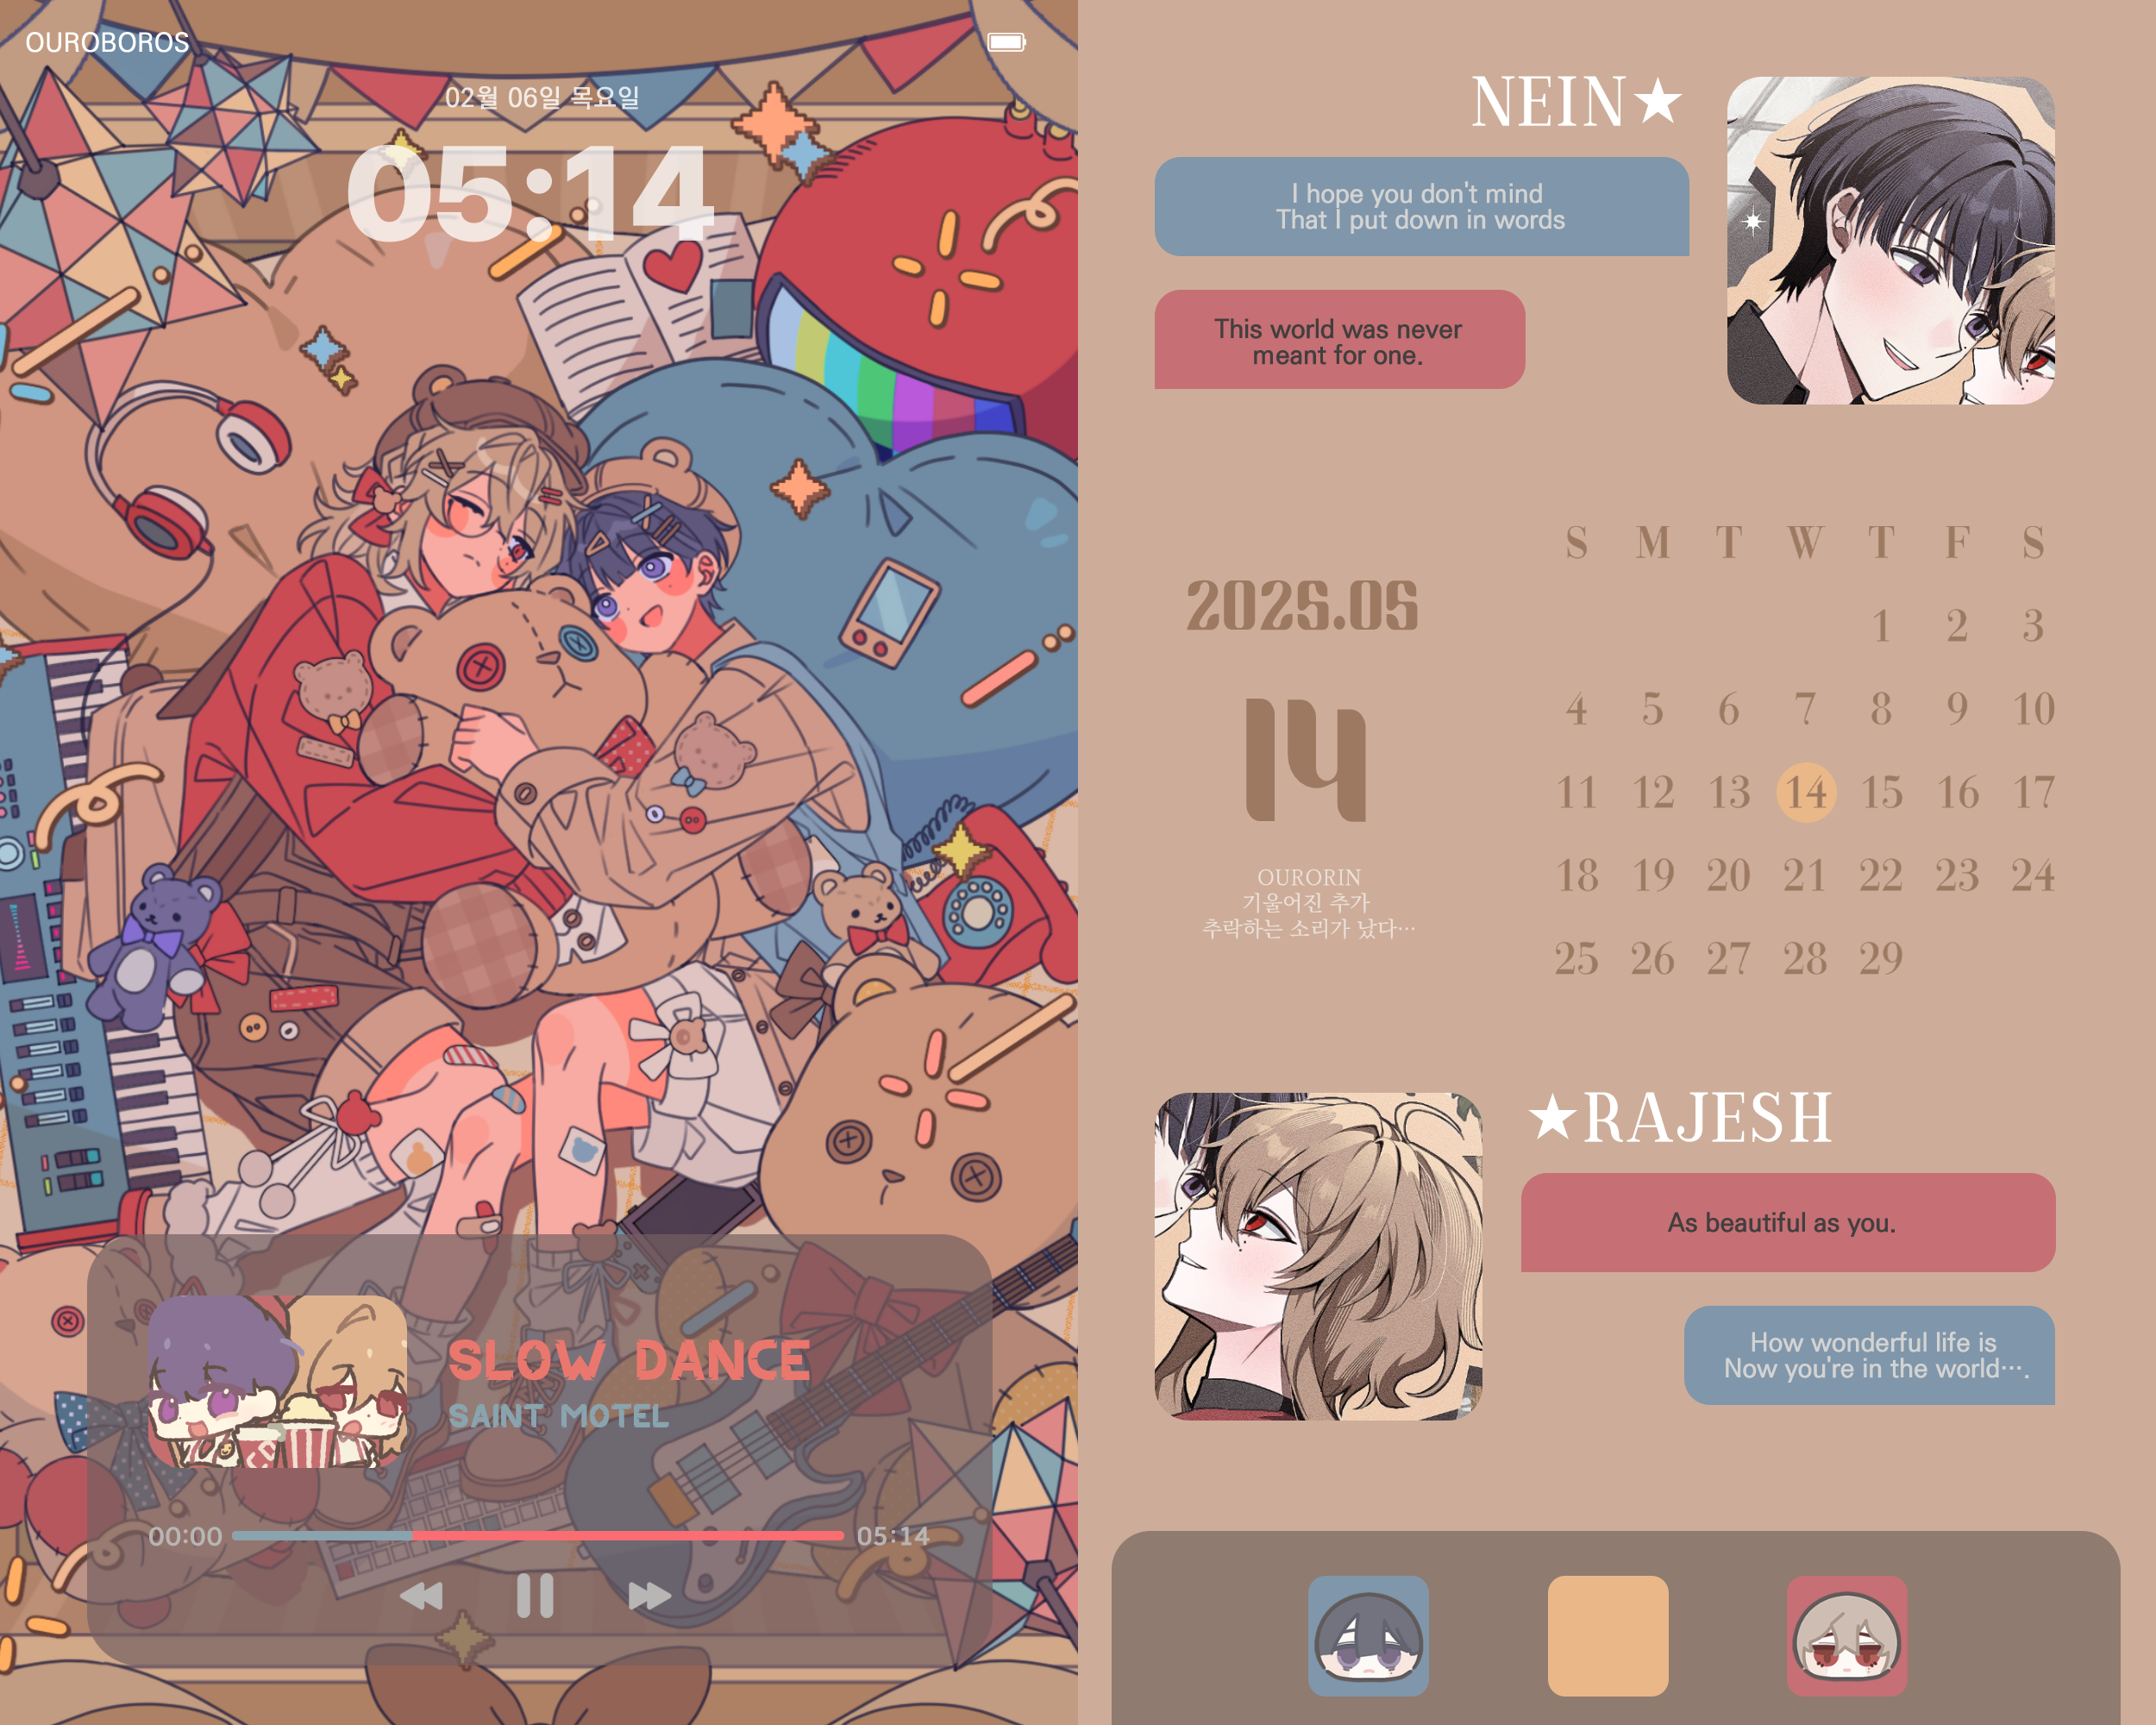 OUROBOROS
02월 06일 목요일
05:14
SLOW DANCE
SAINT MOTEL
00:00
05:14
NEIN★
I hope you don't mind
That I put down in words
This world was never
meant for one.
2025.05
14
OURORIN
기울어진 추가
추락하는 소리가 났다…
S M T W T F S
1 2 3
4 5 6 7 8 9 10
11 12 13 14 15 16 17
18 19 20 21 22 23 24
25 26 27 28 29
★RAJESH
As beautiful as you.
How wonderful life is
Now you're in the world….